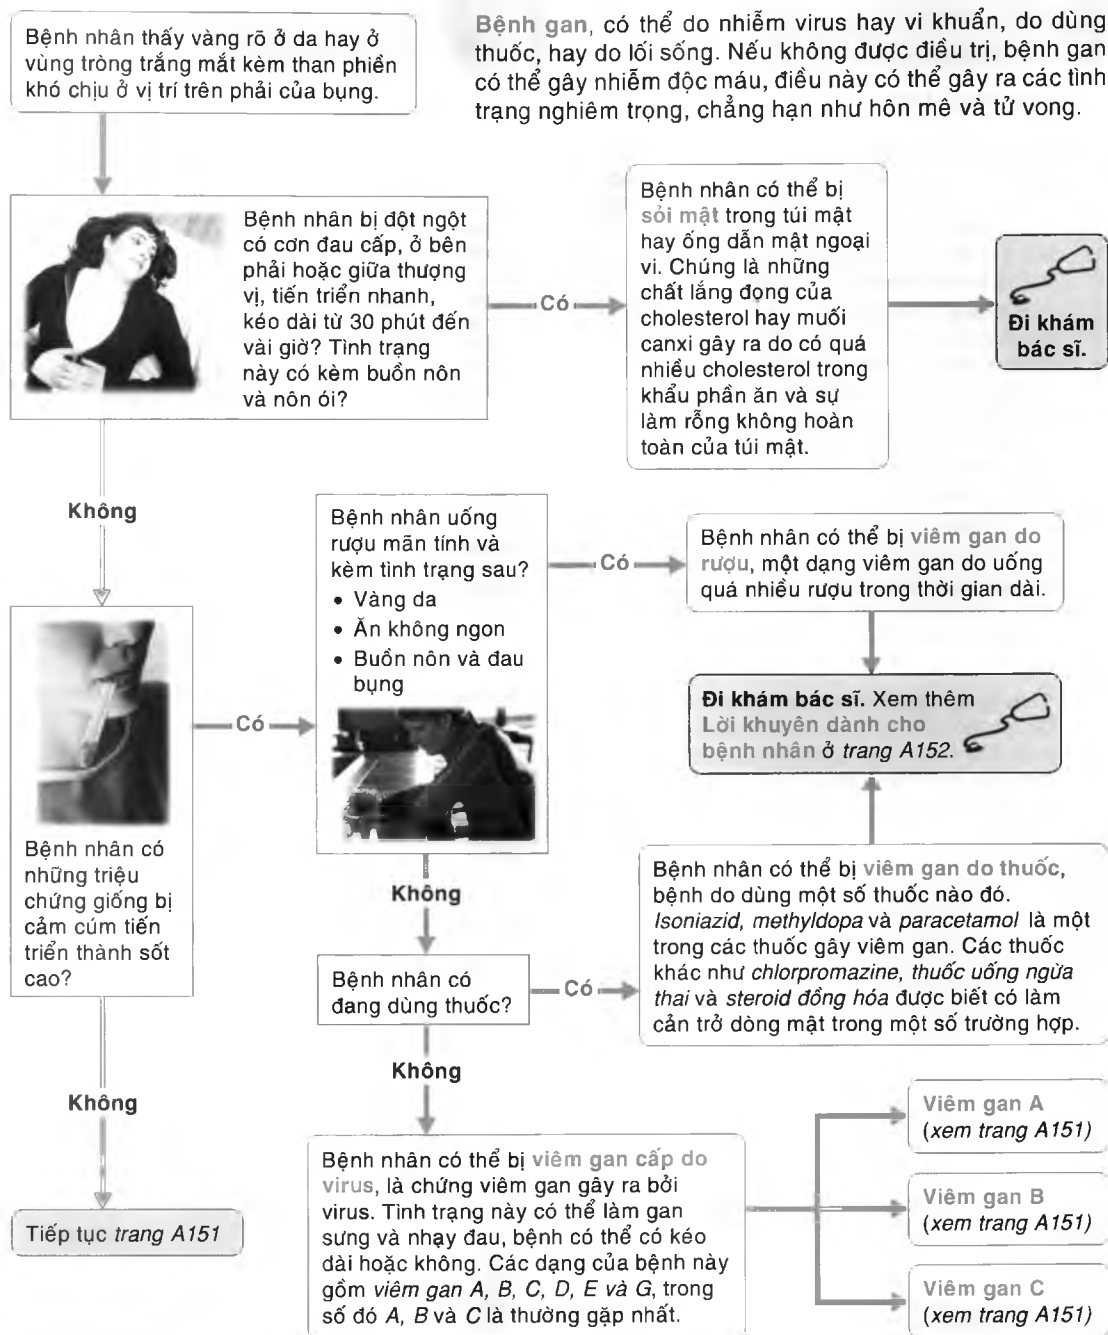 Bệnh nhân thấy vàng rõ ở da hay ở
vùng tròng trắng mắt kèm than phiền
khó chịu ở vị trí trên phải của bụng.
Bệnh gan, có thể do nhiễm virus hay vi khuẩn, do dùng
thuốc, hay do lối sống. Nếu không được điều trị, bệnh gan
có thể gây nhiễm độc máu, điều này có thể gây ra các tình
trạng nghiêm trọng, chẳng hạn như hôn mê và tử vong.
Bệnh nhân bị đột ngột
có cơn đau cấp, ở bên
phải hoặc giữa thượng
vị, tiến triển nhanh,
kéo dài từ 30 phút đến
vài giờ? Tình trạng
này có kèm buồn nôn
và nôn ói?
Có
Bệnh nhân có thể bị
sỏi mật trong túi mật
hay ống dẫn mật ngoại
vi. Chúng là những
chất lắng đọng của
cholesterol hay muối
canxi gây ra do có quá
nhiều cholesterol trong
khẩu phần ăn và sự
làm rỗng không hoàn
toàn của túi mật.
Đi khám
bác sĩ.
Không
Bệnh nhân có
những triệu
chứng giống bị
cảm cúm tiến
triển thành sốt
cao?
Có
Bệnh nhân uống
rượu mãn tính và
kèm tình trạng sau?
• Vàng da
• Ăn không ngon
• Buồn nôn và đau
bụng
Có
Bệnh nhân có thể bị viêm gan do
rượu, một dạng viêm gan do uống
quá nhiều rượu trong thời gian dài.
Đi khám bác sĩ. Xem thêm
Lời khuyên dành cho
bệnh nhân ở trang A152.
Không
Bệnh nhân có
đang dùng thuốc?
Có
Bệnh nhân có thể bị viêm gan do thuốc,
bệnh do dùng một số thuốc nào đó.
Isoniazid, methyldopa và paracetamol là một
trong các thuốc gây viêm gan. Các thuốc
khác như chlorpromazine, thuốc uống ngừa
thai và steroid đồng hóa được biết có làm
cản trở dòng mật trong một số trường hợp.
Không
Không
Tiếp tục trang A151
Bệnh nhân có thể bị viêm gan cấp do
virus, là chứng viêm gan gây ra bởi
virus. Tình trạng này có thể làm gan
sưng và nhạy đau, bệnh có thể có kéo
dài hoặc không. Các dạng của bệnh này
gồm viêm gan A, B, C, D, E và G, trong
số đó A, B và C là thường gặp nhất.
Viêm gan A
(xem trang A151)
Viêm gan B
(xem trang A151)
Viêm gan C
(xem trang A151)